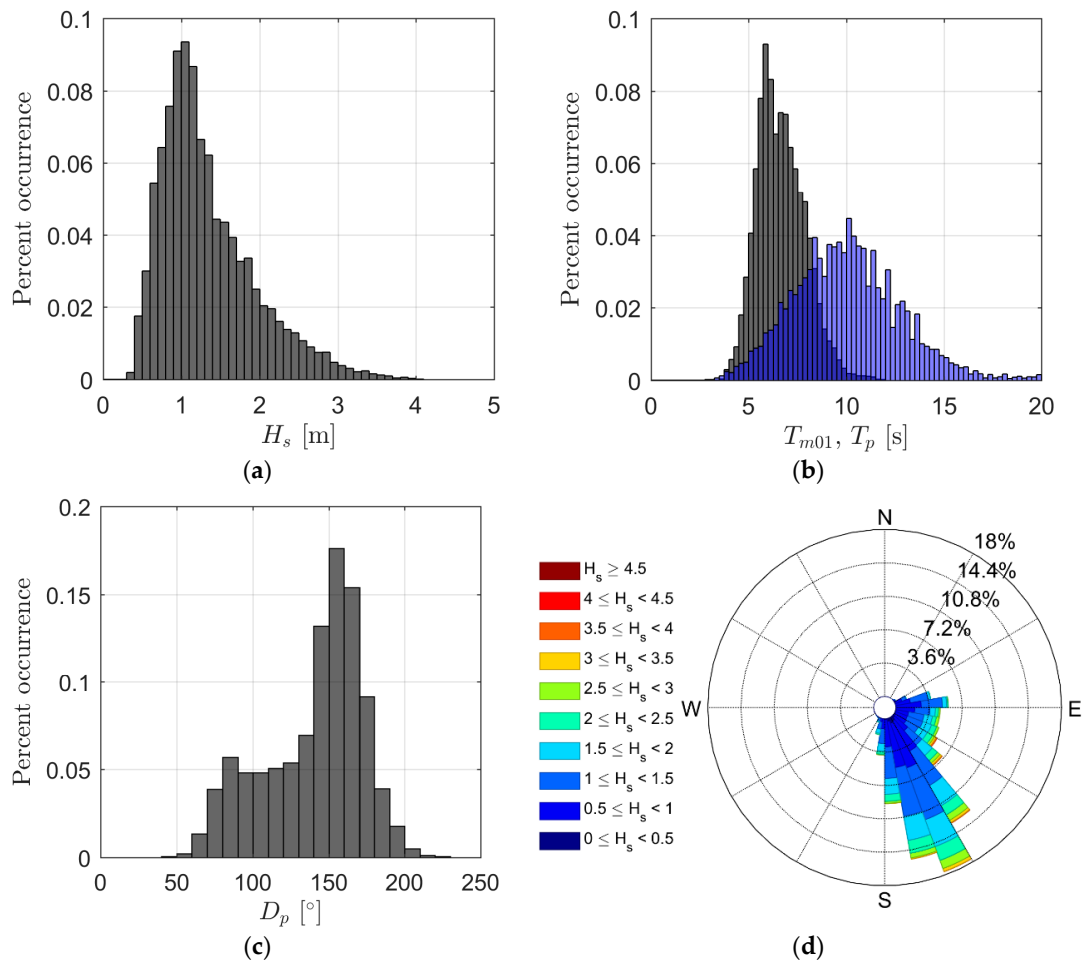 0.1
0.08
0.06
0.04
0.02
0
Percent occurrence
0 1 2 3 4 5
H_s [m]
(a)
0.1
0.08
0.06
0.04
0.02
0
Percent occurrence
0 5 10 15 20
T_{m01}, T_p [s]
(b)
0.2
0.15
0.1
0.05
0
Percent occurrence
0 50 100 150 200 250
D_p [°]
(c)
H_s ≥ 4.5
4 ≤ H_s < 4.5
3.5 ≤ H_s < 4
3 ≤ H_s < 3.5
2.5 ≤ H_s < 3
2 ≤ H_s < 2.5
1.5 ≤ H_s < 2
1 ≤ H_s < 1.5
0.5 ≤ H_s < 1
0 ≤ H_s < 0.5
N
18%
14.4%
10.8%
7.2%
3.6%
W
E
S
(d)